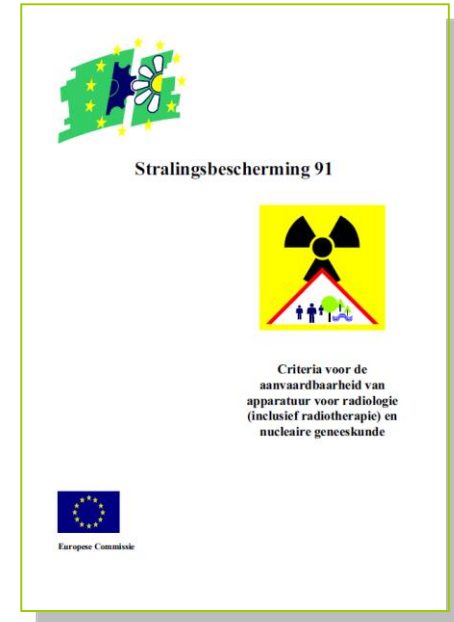 Stralingsbescherming 91
Criteria voor de
aanvaardbaarheid van
apparatuur voor radiologie
(inclusief radiotherapie) en
nucleaire geneeskunde
Europese Commissie